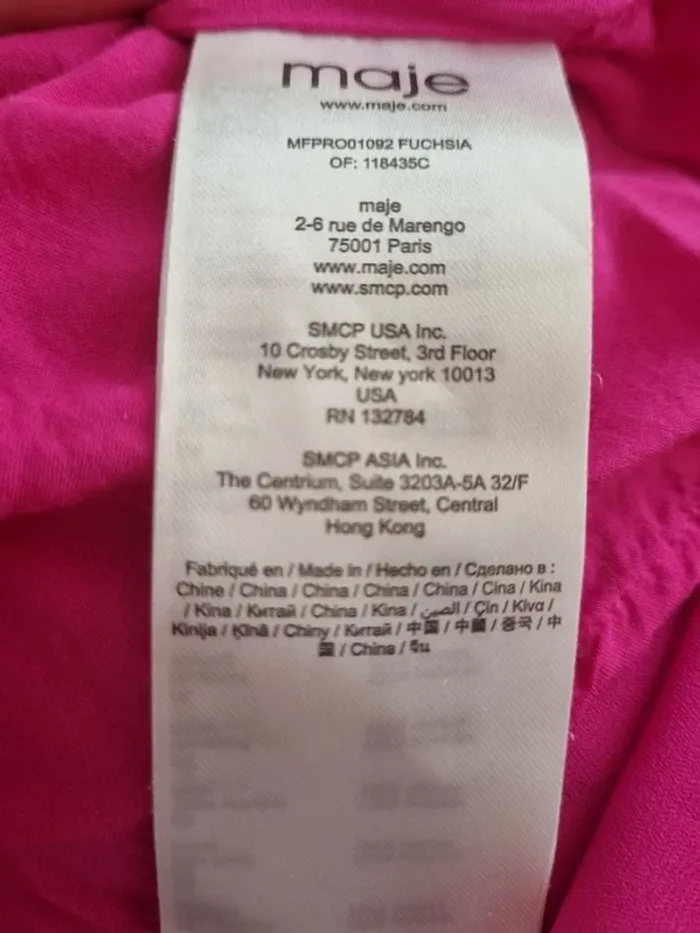 maje
www.maje.com
MFPRO01092 FUCHSIA
OF: 118435C
maje
2-6 rue de Marengo
75001 Paris
www.maje.com
www.smcp.com
SMCP USA Inc.
10 Crosby Street, 3rd Floor
New York, New york 10013
USA
RN 132784
SMCP ASIA Inc.
The Centrium, Suite 3203A-5A 32/F
60 Wyndham Street, Central
Hong Kong
Fabriqué en / Made in / Hecho en / Сделано в :
Chine / China / China / China / China / Cina / Kina
/ Kina / Китай / China / Kina / الصين / Çin / Κίνα /
Kinija / Ķīnā / Chiny / Китай / 中国 / 中國 / 중국 / 中
国 / China / จีน